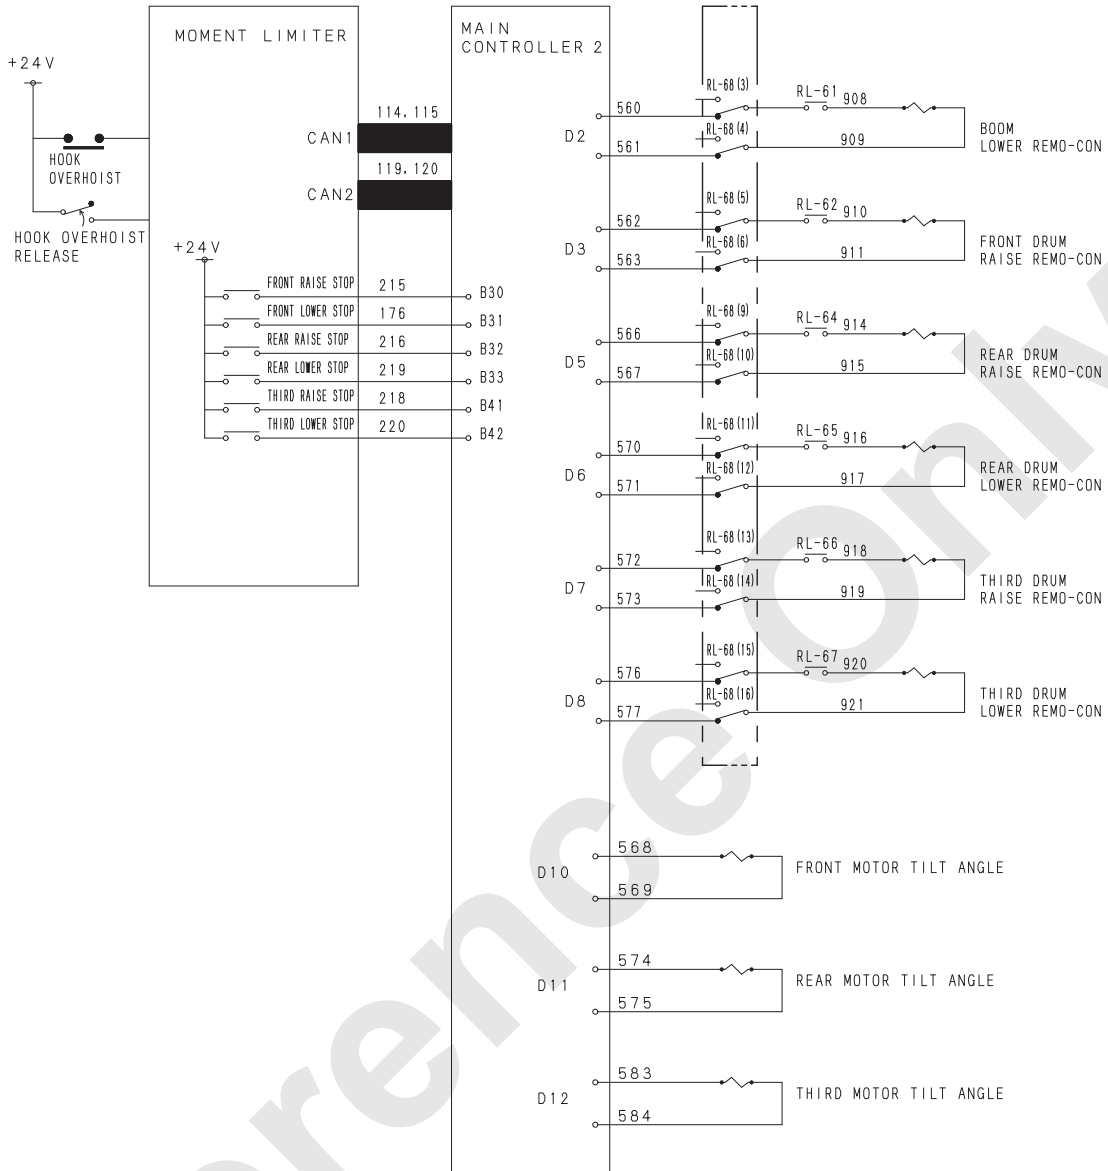 MOMENT LIMITER
MAIN
CONTROLLER 2
+24V
HOOK
OVERHOIST
HOOK OVERHOIST
RELEASE
114, 115
CAN1
119, 120
CAN2
+24V
FRONT RAISE STOP 215 B30
FRONT LOWER STOP 176 B31
REAR RAISE STOP 216 B32
REAR LOWER STOP 219 B33
THIRD RAISE STOP 218 B41
THIRD LOWER STOP 220 B42
D2
560
RL-68(3)
RL-61 908
561
RL-68(4)
909
BOOM
LOWER REMO-CON
D3
562
RL-68(5)
RL-62 910
563
RL-68(6)
911
FRONT DRUM
RAISE REMO-CON
D5
566
RL-68(9)
RL-64 914
567
RL-68(10)
915
REAR DRUM
RAISE REMO-CON
D6
570
RL-68(11)
RL-65 916
571
RL-68(12)
917
REAR DRUM
LOWER REMO-CON
D7
572
RL-68(13)
RL-66 918
573
RL-68(14)
919
THIRD DRUM
RAISE REMO-CON
D8
576
RL-68(15)
RL-67 920
577
RL-68(16)
921
THIRD DRUM
LOWER REMO-CON
D10
568
569
FRONT MOTOR TILT ANGLE
D11
574
575
REAR MOTOR TILT ANGLE
D12
583
584
THIRD MOTOR TILT ANGLE
erence Only